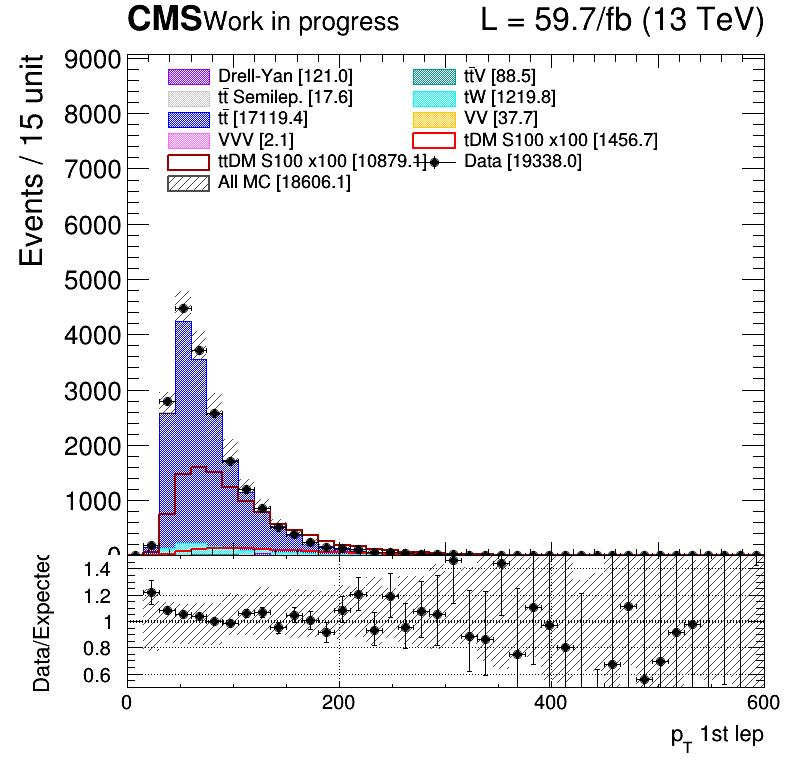 CMS Work in progress L = 59.7/fb (13 TeV)
Events / 15 unit
9000
8000
7000
6000
5000
4000
3000
2000
1000
0
Drell-Yan [121.0] tt̄V [88.5]
tt̄ Semilep. [17.6] tW [1219.8]
tt̄ [17119.4] VV [37.7]
VVV [2.1] tDM S100 x100 [1456.7]
ttDM S100 x100 [10879.1] Data [19338.0]
All MC [18606.1]
Data/Expected
1.4
1.2
1
0.8
0.6
0 200 400 600
p_T 1st lep